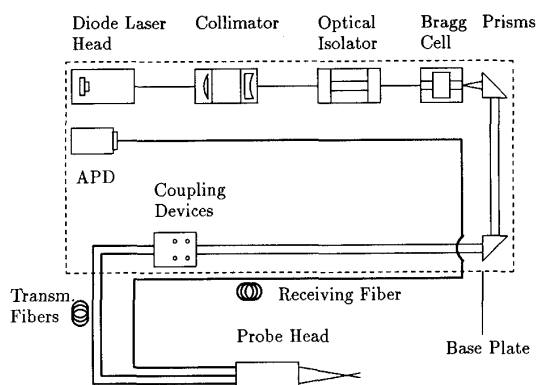 Diode Laser
Head
Collimator
Optical
Isolator
Bragg
Cell
Prisms
APD
Coupling
Devices
Transm.
Fibers
Receiving Fiber
Probe Head
Base Plate